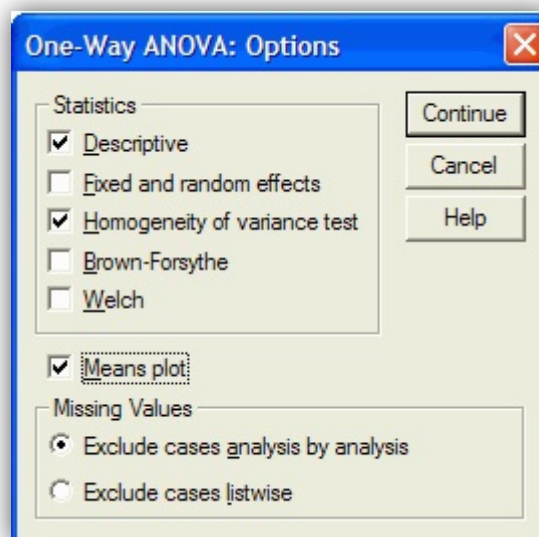 One-Way ANOVA: Options
Statistics
Descriptive
Fixed and random effects
Homogeneity of variance test
Brown-Forsythe
Welch
Continue
Cancel
Help
Means plot
Missing Values
Exclude cases analysis by analysis
Exclude cases listwise